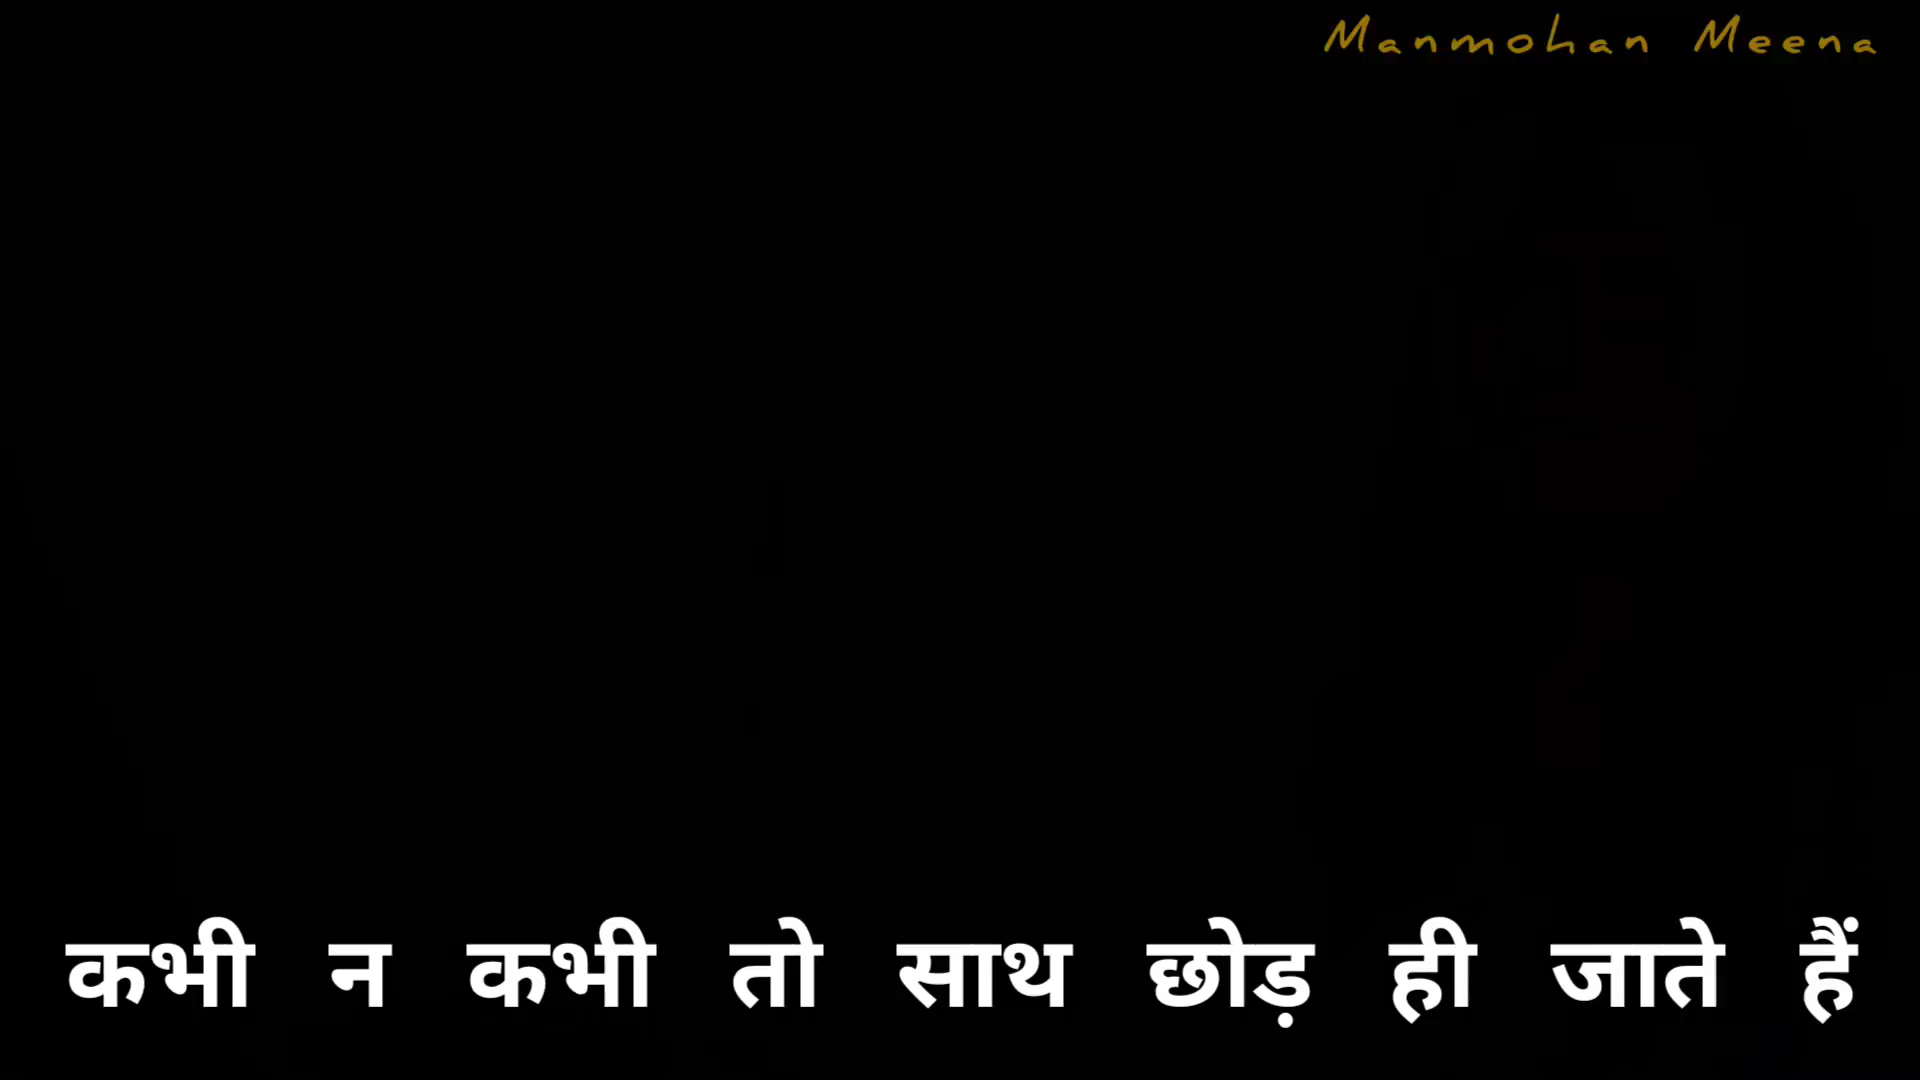 Manmohan Meena
कभी न कभी तो साथ छोड़ ही जाते हैं